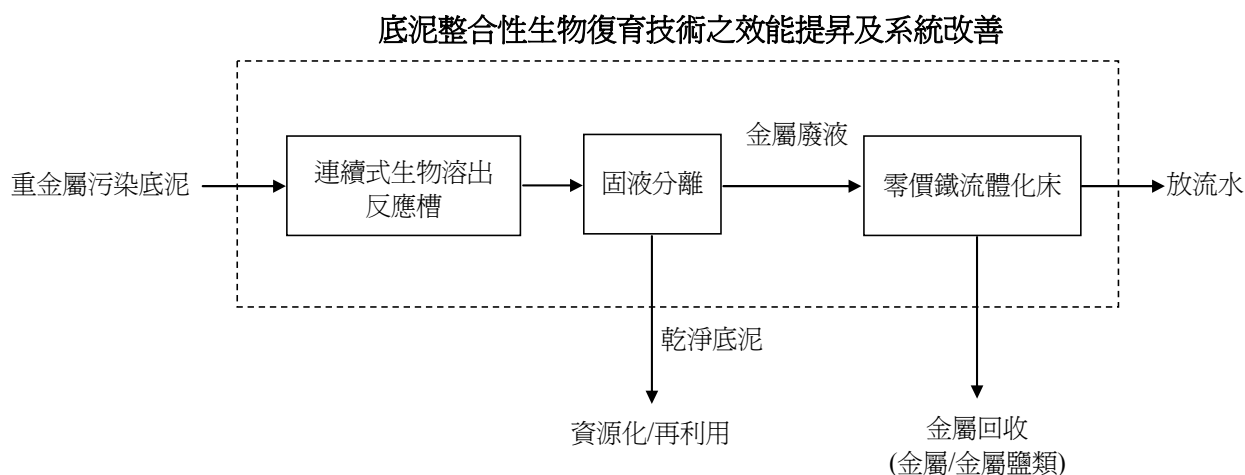 底泥整合性生物復育技術之效能提昇及系統改善
金屬廢液
重金屬污染底泥
連續式生物溶出
反應槽
固液分離
零價鐵流體化床
放流水
乾淨底泥
資源化/再利用
金屬回收
(金屬/金屬鹽類)